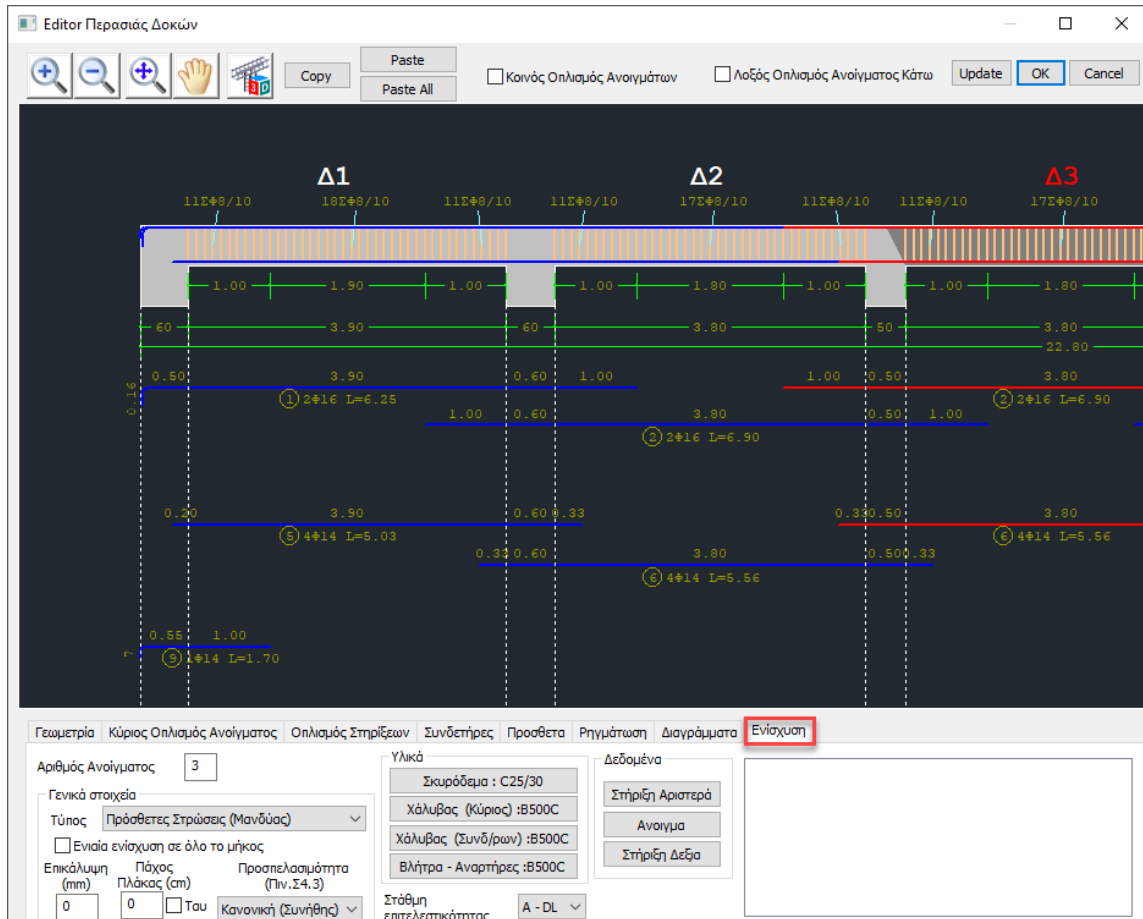 Editor Περασιάς Δοκών
Copy
Paste
Paste All
Κοινός Οπλισμός Ανοιγμάτων
Λοξός Οπλισμός Ανοίγματος Κάτω
Update
OK
Cancel
Δ1 Δ2 Δ3
11ΣΦ8/10 18ΣΦ8/10 11ΣΦ8/10 11ΣΦ8/10 17ΣΦ8/10 11ΣΦ8/10 11ΣΦ8/10 17ΣΦ8/10
1.00 1.90 1.00 1.00 1.80 1.00 1.00 1.80
60 3.90 60 3.80 50 3.80
22.80
0.16 0.50 3.90 0.60 1.00 1.00 0.50 3.80
1 2Φ16 L=6.25 2 2Φ16 L=6.90
1.00 0.60 3.80 0.50 1.00
2 2Φ16 L=6.90
0.20 3.90 0.60 0.33 0.33 0.50 3.80
5 4Φ14 L=5.03 6 4Φ14 L=5.56
0.33 0.60 3.80 0.50 0.33
6 4Φ14 L=5.56
0.55 1.00
7 9 1Φ14 L=1.70
Γεωμετρία Κύριος Οπλισμός Ανοίγματος Οπλισμός Στηρίξεων Συνδετήρες Προσθετα Ρηγμάτωση Διαγράμματα Ενίσχυση
Αριθμός Ανοίγματος 3
Γενικά στοιχεία
Τύπος Πρόσθετες Στρώσεις (Μανδύας)
Ενιαία ενίσχυση σε όλο το μήκος
Επικάλυψη (mm)
0
Πάχος Πλάκας (cm)
0
Ταυ
Προσπελασιμότητα (Πιν.Σ4.3)
Κανονική (Συνήθης)
Υλικά
Σκυρόδεμα : C25/30
Χάλυβας (Κύριος) :B500C
Χάλυβας (Συνδ/ρων) :B500C
Βλήτρα - Αναρτήρες :B500C
Στάθμη
επιτελεστικότητας
A - DL
Δεδομένα
Στήριξη Αριστερά
Ανοιγμα
Στήριξη Δεξια